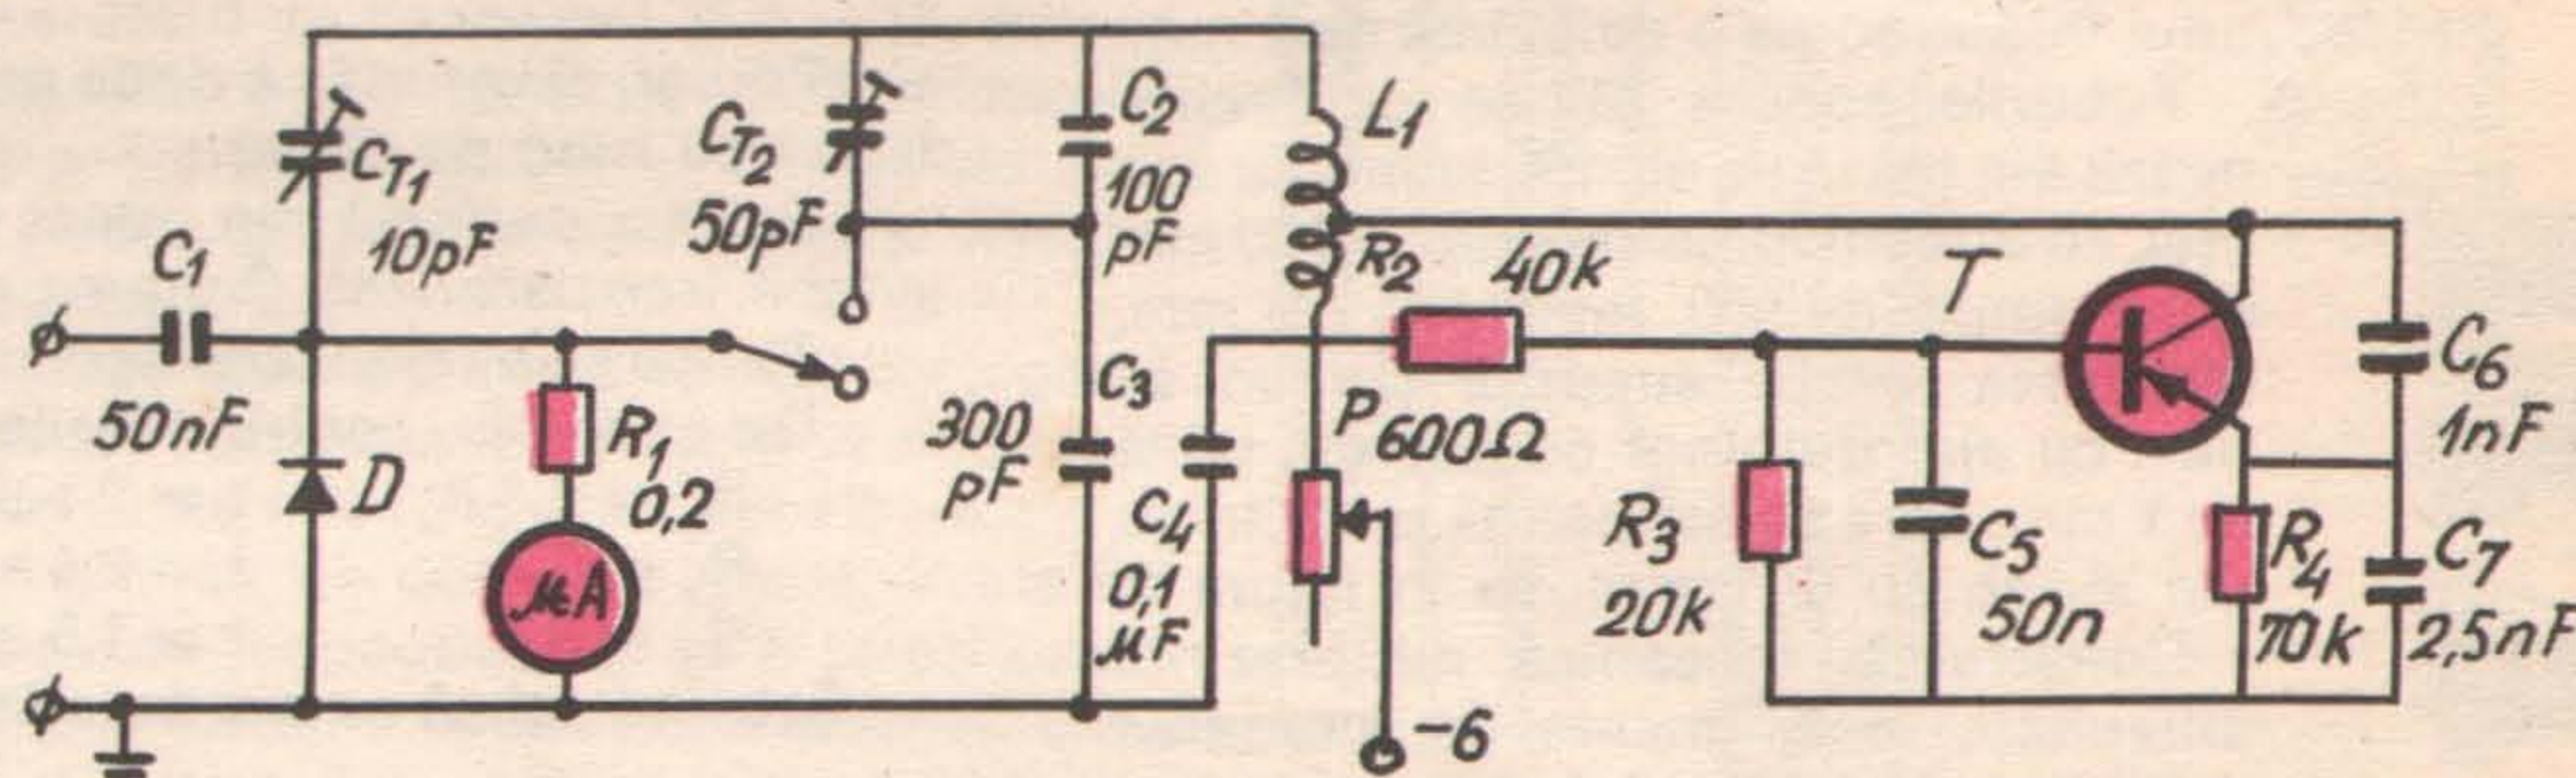 C1
50nF
CT1
10pF
D
R1
0,2
µA
CT2
50pF
C2
100
pF
C3
300
pF
C4
0,1
µF
L1
R2
40k
P 600Ω
-6
R3
20k
C5
50n
T
R4
70k
C6
1nF
C7
2,5nF